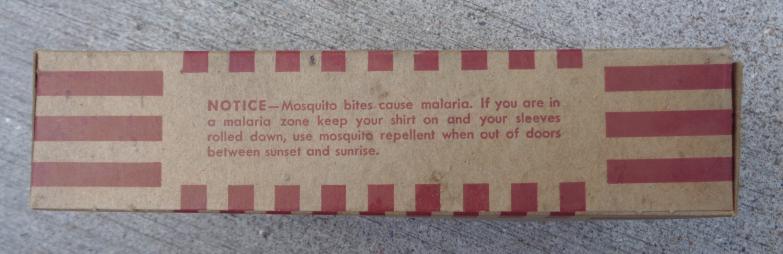 NOTICE—Mosquito bites cause malaria. If you are in
a malaria zone keep your shirt on and your sleeves
rolled down, use mosquito repellent when out of doors
between sunset and sunrise.